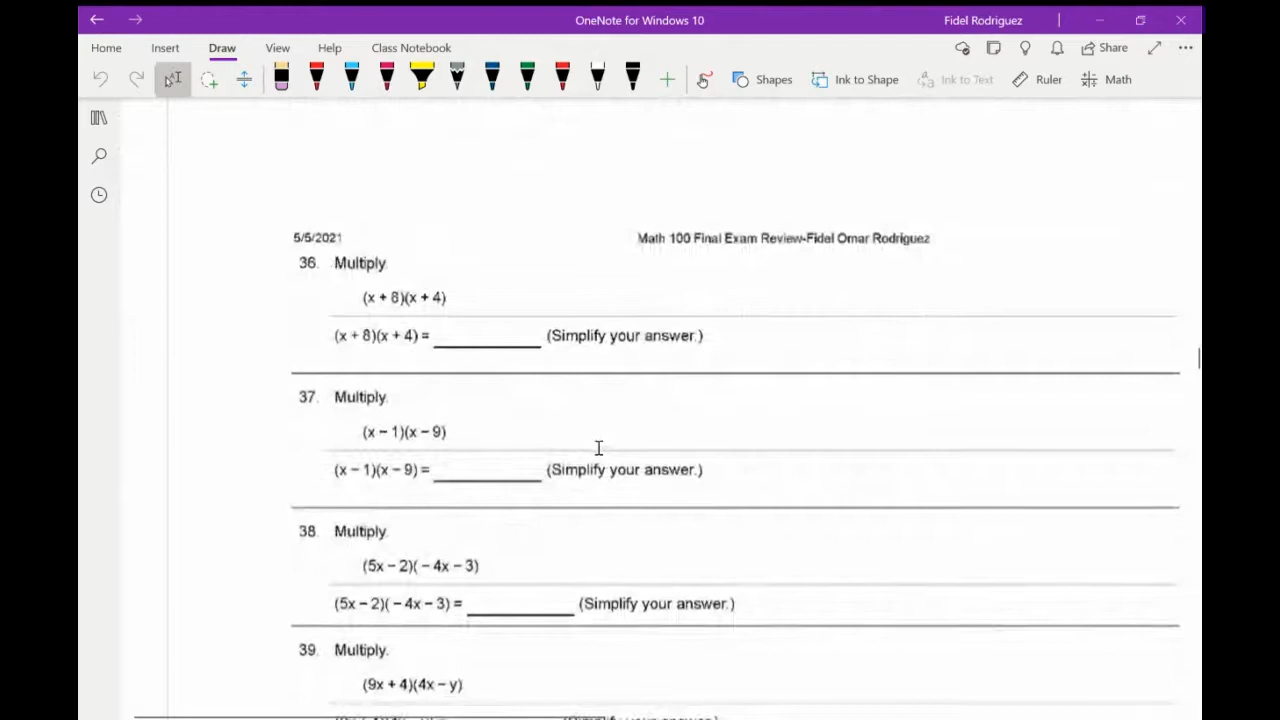 OneNote for Windows 10
Fidel Rodriguez
Home Insert Draw View Help Class Notebook Share
Shapes Ink to Shape Ink to Text Ruler Math
5/5/2021 Math 100 Final Exam Review-Fidel Omar Rodriguez
36. Multiply.
(x + 8)(x + 4)
(x + 8)(x + 4) = __________ (Simplify your answer.)
37. Multiply.
(x − 1)(x − 9)
(x − 1)(x − 9) = __________ (Simplify your answer.)
38. Multiply.
(5x − 2)( − 4x − 3)
(5x − 2)( − 4x − 3) = __________ (Simplify your answer.)
39. Multiply.
(9x + 4)(4x − y)